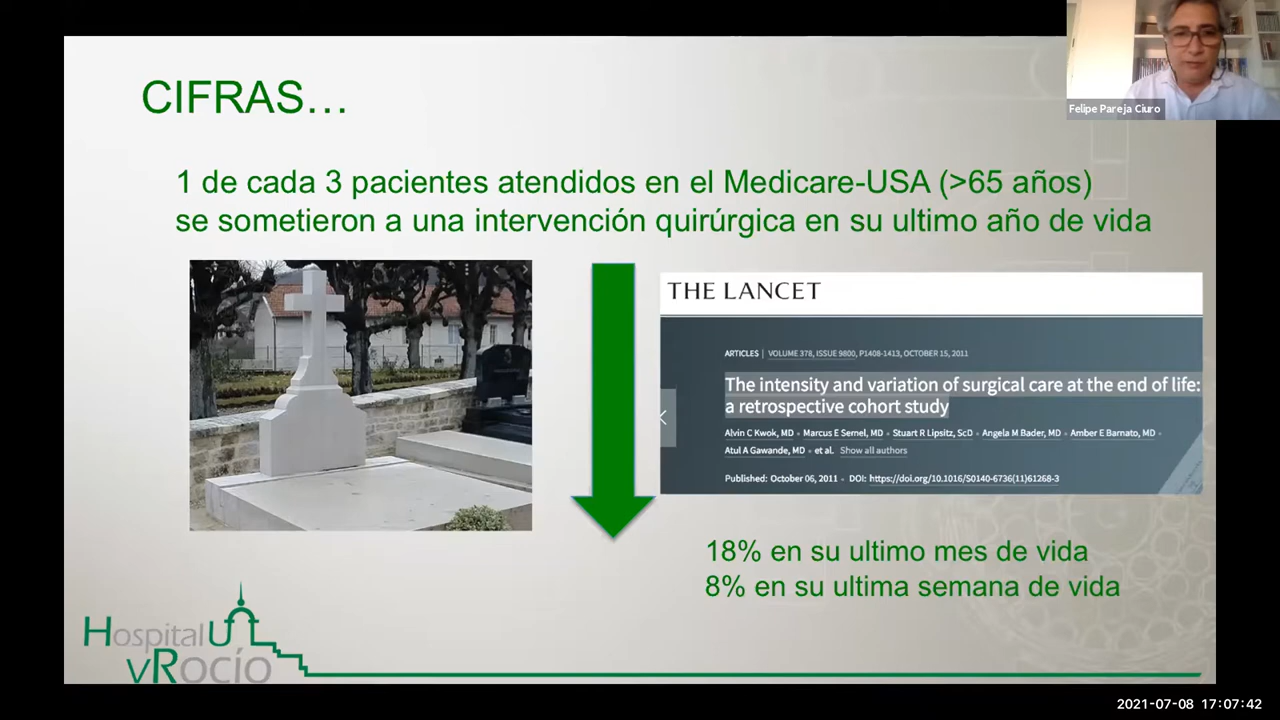 CIFRAS…
Felipe Pareja Ciuro
1 de cada 3 pacientes atendidos en el Medicare-USA (>65 años)
se sometieron a una intervención quirúrgica en su ultimo año de vida
THE LANCET
ARTICLES | VOLUME 378, ISSUE 9800, P1408-1413, OCTOBER 15, 2011
The intensity and variation of surgical care at the end of life:
a retrospective cohort study
Alvin C Kwok, MD • Marcus E Semel, MD • Stuart R Lipsitz, ScD • Angela M Bader, MD • Amber E Barnato, MD •
Atul A Gawande, MD • et al. Show all authors
Published: October 06, 2011 • DOI: https://doi.org/10.1016/S0140-6736(11)61268-3
18% en su ultimo mes de vida
8% en su ultima semana de vida
Hospital U
vRocío
2021-07-08 17:07:42